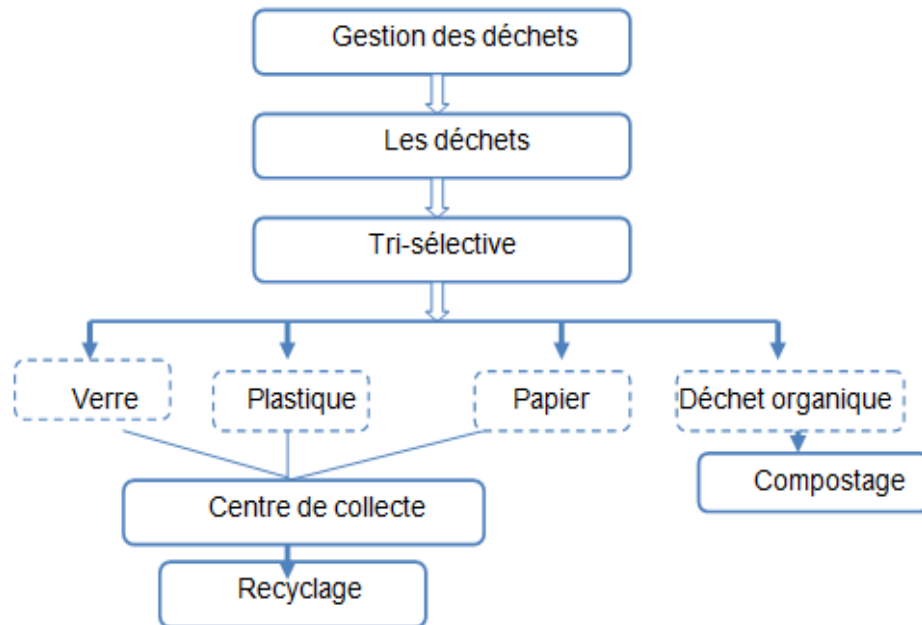 Gestion des déchets
Les déchets
Tri-sélective
Verre
Plastique
Papier
Déchet organique
Centre de collecte
Compostage
Recyclage